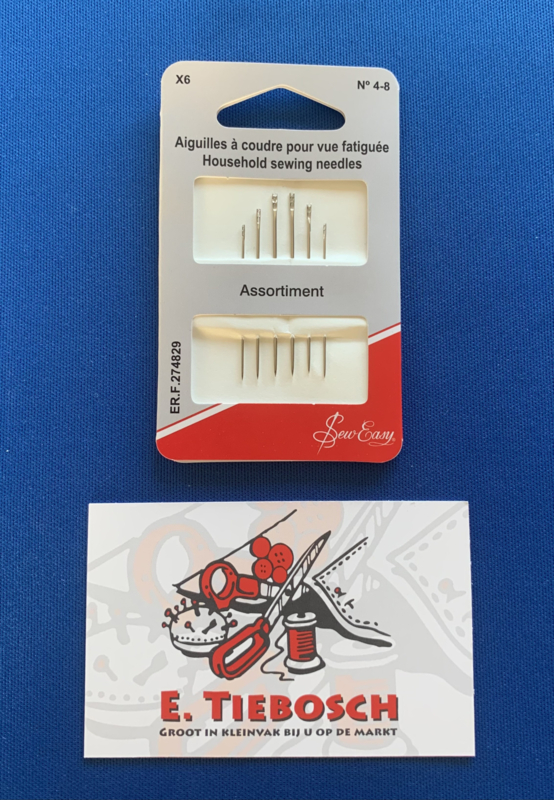 X6
Nº 4-8
Aiguilles à coudre pour vue fatiguée
Household sewing needles
Assortiment
ER.F.274829
Sew Easy®
E. TIEBOSCH
GROOT IN KLEINVAK BIJ U OP DE MARKT